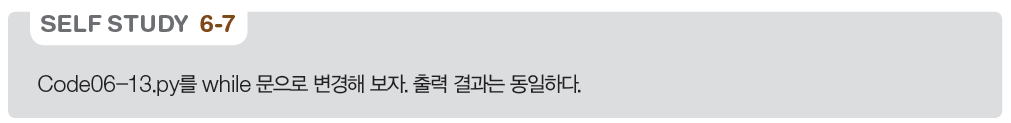 SELF STUDY 6-7
Code06-13.py를 while 문으로 변경해 보자. 출력 결과는 동일하다.